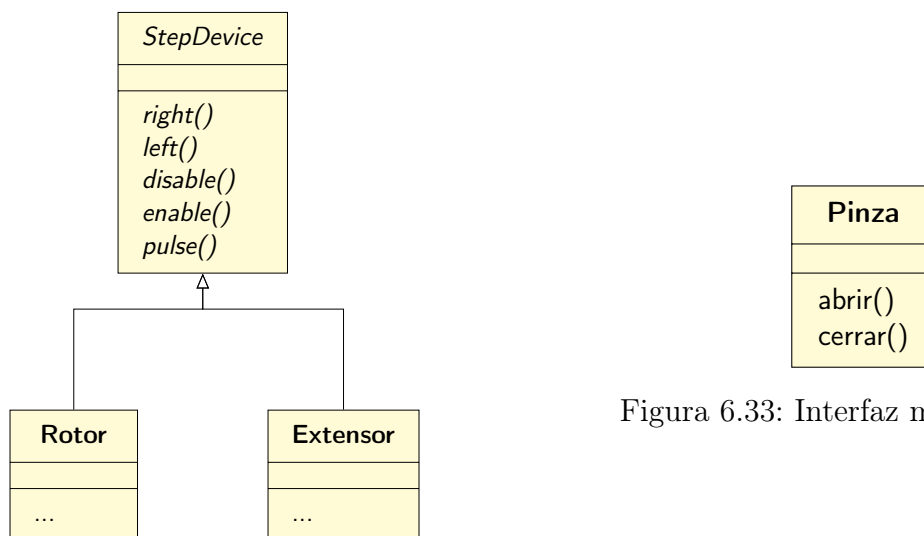 StepDevice
right()
left()
disable()
enable()
pulse()
Rotor
...
Extensor
...
Pinza
abrir()
cerrar()
Figura 6.33: Interfaz